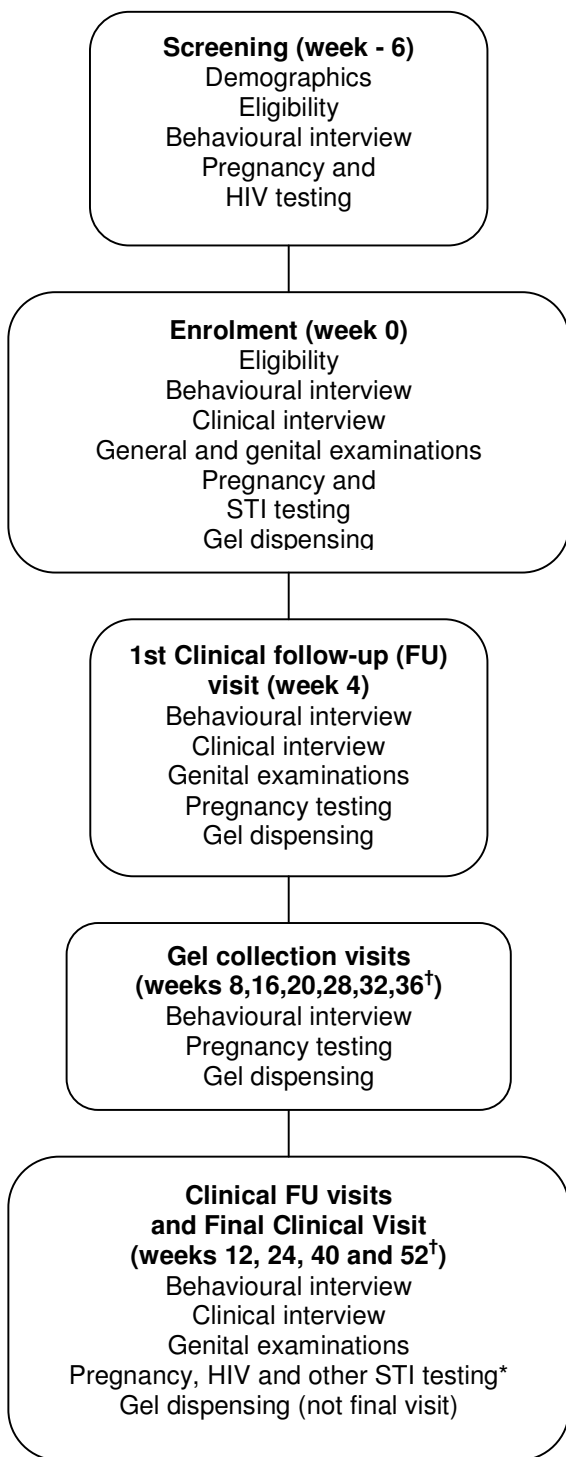 Screening (week - 6)
Demographics
Eligibility
Behavioural interview
Pregnancy and
HIV testing
Enrolment (week 0)
Eligibility
Behavioural interview
Clinical interview
General and genital examinations
Pregnancy and
STI testing
Gel dispensing
1st Clinical follow-up (FU)
visit (week 4)
Behavioural interview
Clinical interview
Genital examinations
Pregnancy testing
Gel dispensing
Gel collection visits
(weeks 8,16,20,28,32,36†)
Behavioural interview
Pregnancy testing
Gel dispensing
Clinical FU visits
and Final Clinical Visit
(weeks 12, 24, 40 and 52†)
Behavioural interview
Clinical interview
Genital examinations
Pregnancy, HIV and other STI testing*
Gel dispensing (not final visit)